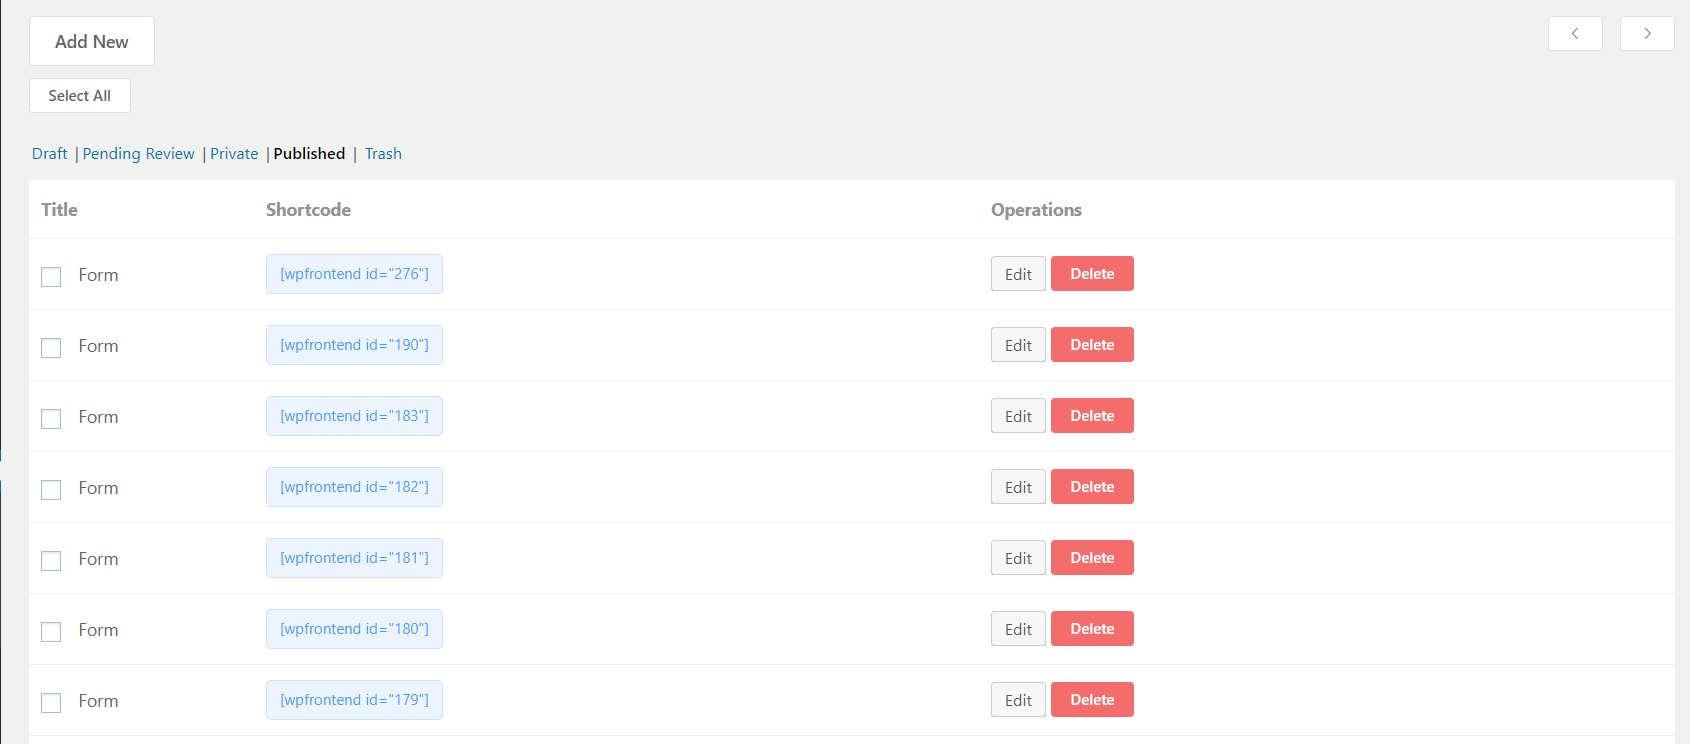 Add New
Select All
Draft | Pending Review | Private | Published | Trash
Title Shortcode Operations
Form [wpfrontend id="276"] Edit Delete
Form [wpfrontend id="190"] Edit Delete
Form [wpfrontend id="183"] Edit Delete
Form [wpfrontend id="182"] Edit Delete
Form [wpfrontend id="181"] Edit Delete
Form [wpfrontend id="180"] Edit Delete
Form [wpfrontend id="179"] Edit Delete